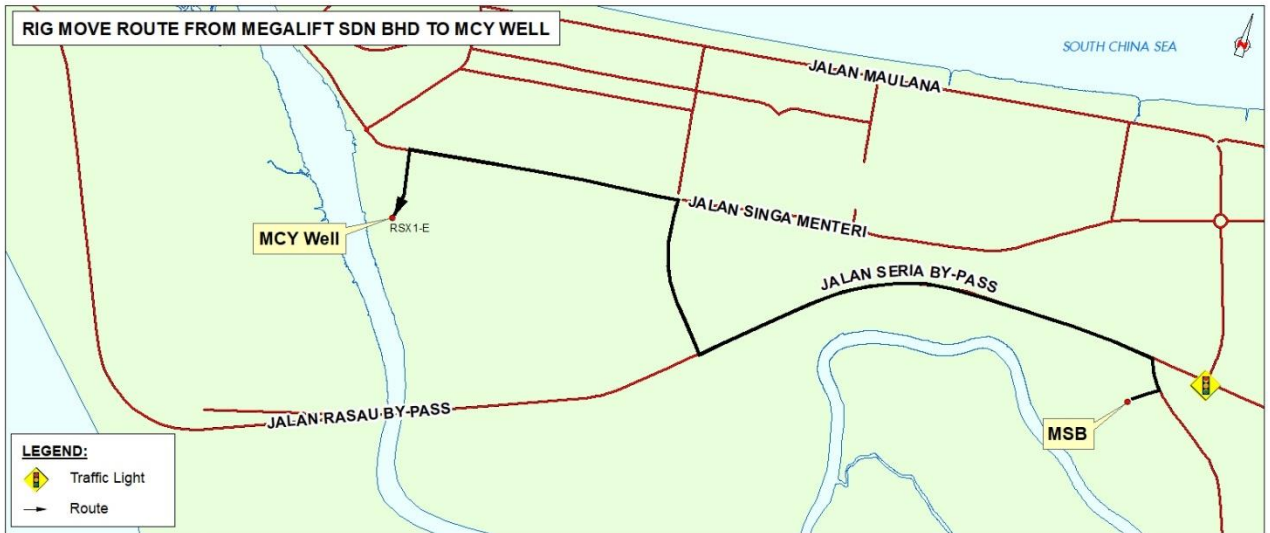 RIG MOVE ROUTE FROM MEGALIFT SDN BHD TO MCY WELL
N
SOUTH CHINA SEA
JALAN MAULANA
JALAN SINGA MENTERI
MCY Well
RSX1-E
JALAN SERIA BY-PASS
JALAN RASAU BY-PASS
MSB
LEGEND:
Traffic Light
Route